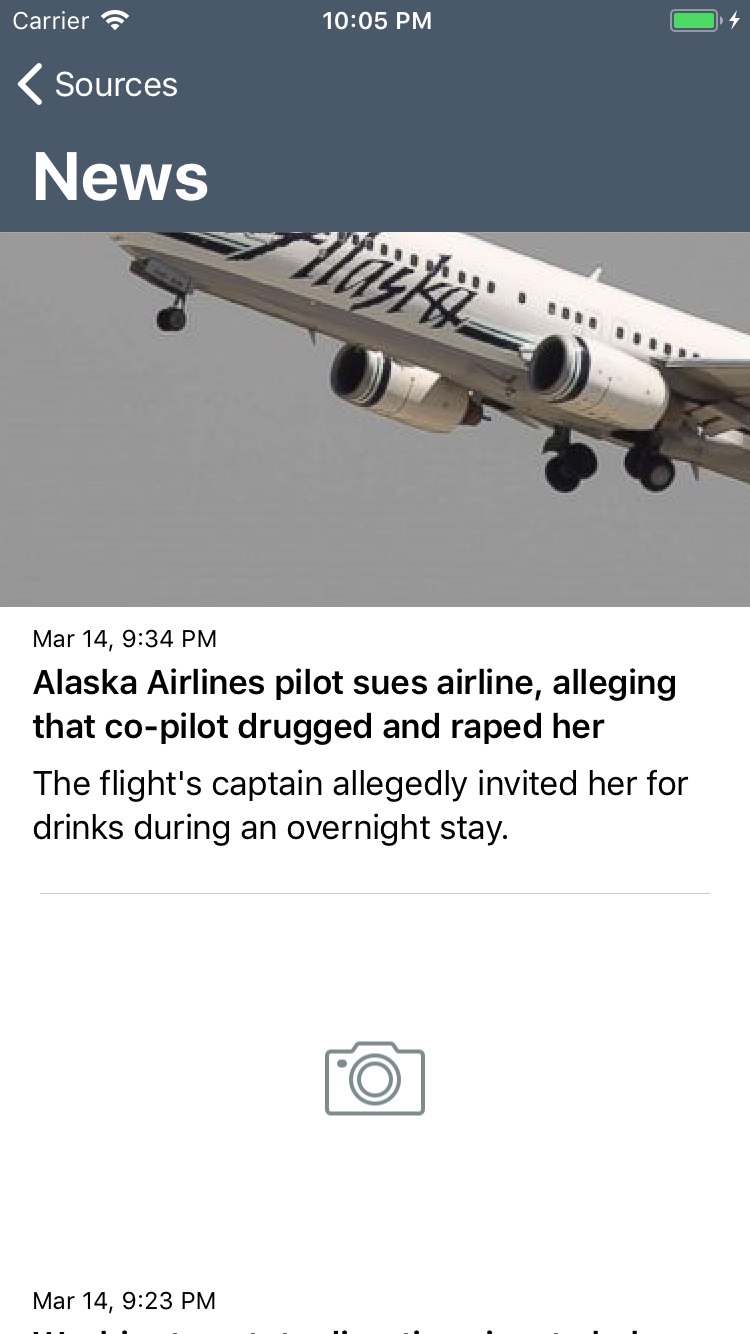 Carrier 10:05 PM
Sources
News
Alaska
Mar 14, 9:34 PM
Alaska Airlines pilot sues airline, alleging
that co-pilot drugged and raped her
The flight's captain allegedly invited her for
drinks during an overnight stay.
Mar 14, 9:23 PM